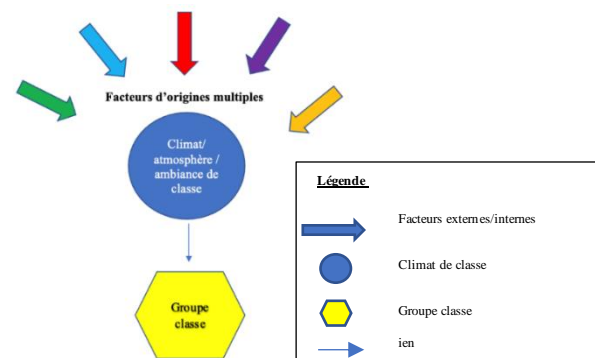 Facteurs d'origines multiples
Climat/
atmosphère /
ambiance de
classe
Groupe
classe
Légende
Facteurs externes/internes
Climat de classe
Groupe classe
ien